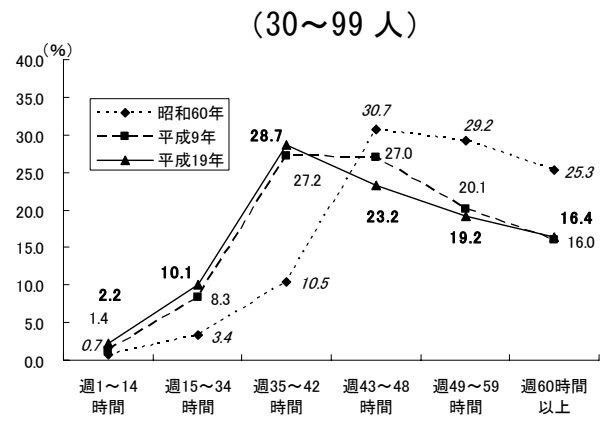 (30～99 人)
(%)
40.0
35.0
30.0
25.0
20.0
15.0
10.0
5.0
0.0
昭和60年
平成9年
平成19年
0.7
3.4
10.5
30.7
29.2
25.3
1.4
8.3
27.2
27.0
20.1
16.0
2.2
10.1
28.7
23.2
19.2
16.4
週1～14
時間
週15～34
時間
週35～42
時間
週43～48
時間
週49～59
時間
週60時間
以上